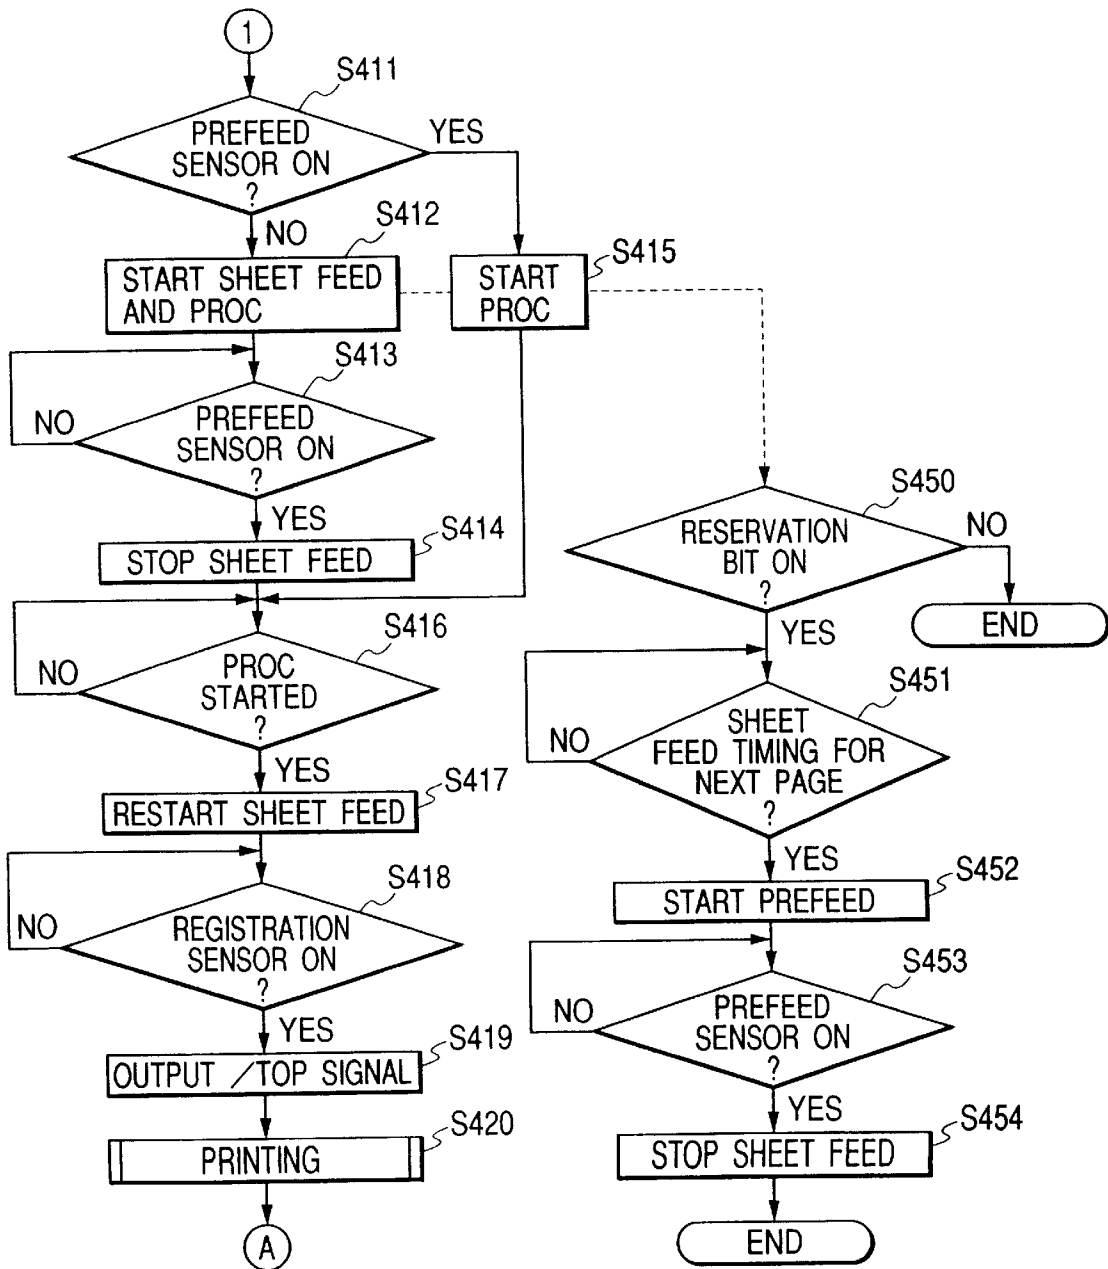 1
S411
PREFEED
SENSOR ON
?
YES
NO
S412
START SHEET FEED
AND PROC
S415
START
PROC
S413
PREFEED
SENSOR ON
?
NO
YES
S414
STOP SHEET FEED
S416
PROC
STARTED
?
NO
YES
S417
RESTART SHEET FEED
S418
REGISTRATION
SENSOR ON
?
NO
YES
S419
OUTPUT /TOP SIGNAL
S420
PRINTING
A
S450
RESERVATION
BIT ON
?
NO
END
YES
S451
SHEET
FEED TIMING FOR
NEXT PAGE
?
NO
YES
S452
START PREFEED
S453
PREFEED
SENSOR ON
?
NO
YES
S454
STOP SHEET FEED
END